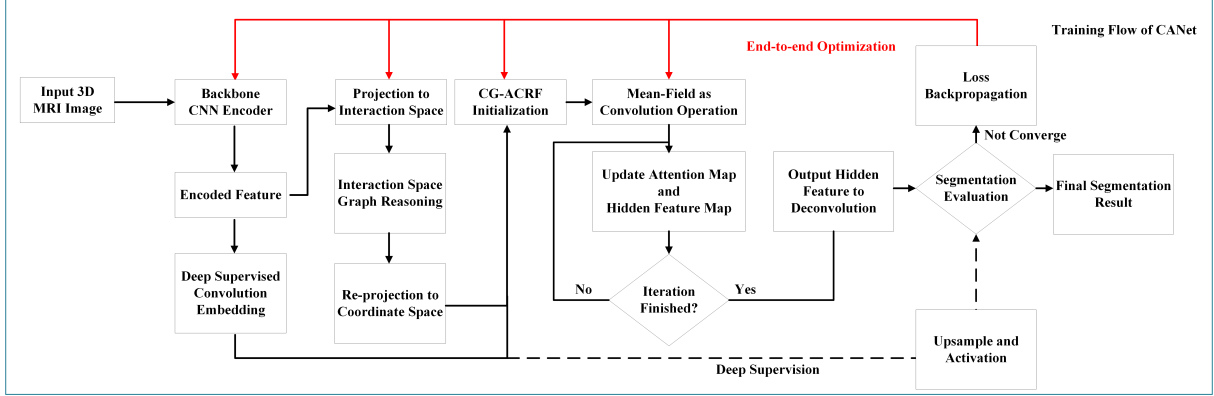 Training Flow of CANet
End-to-end Optimization
Input 3D
MRI Image
Backbone
CNN Encoder
Encoded Feature
Deep Supervised
Convolution
Embedding
Projection to
Interaction Space
Interaction Space
Graph Reasoning
Re-projection to
Coordinate Space
CG-ACRF
Initialization
Mean-Field as
Convolution Operation
Update Attention Map
and
Hidden Feature Map
Iteration
Finished?
No
Yes
Output Hidden
Feature to
Deconvolution
Segmentation
Evaluation
Not Converge
Loss
Backpropagation
Final Segmentation
Result
Upsample and
Activation
Deep Supervision